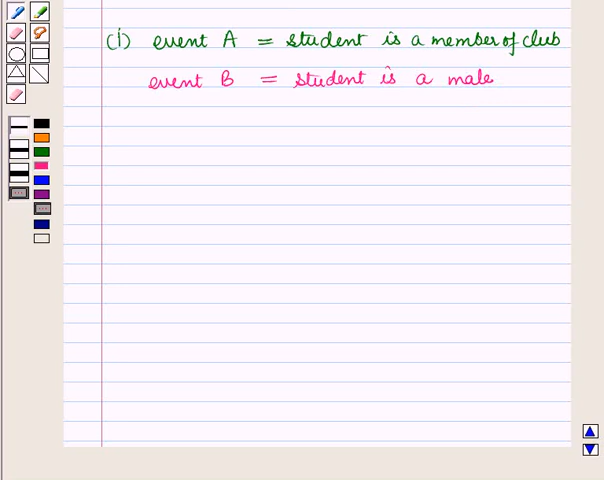 (i) event A = student is a member of club
event B = student is a male